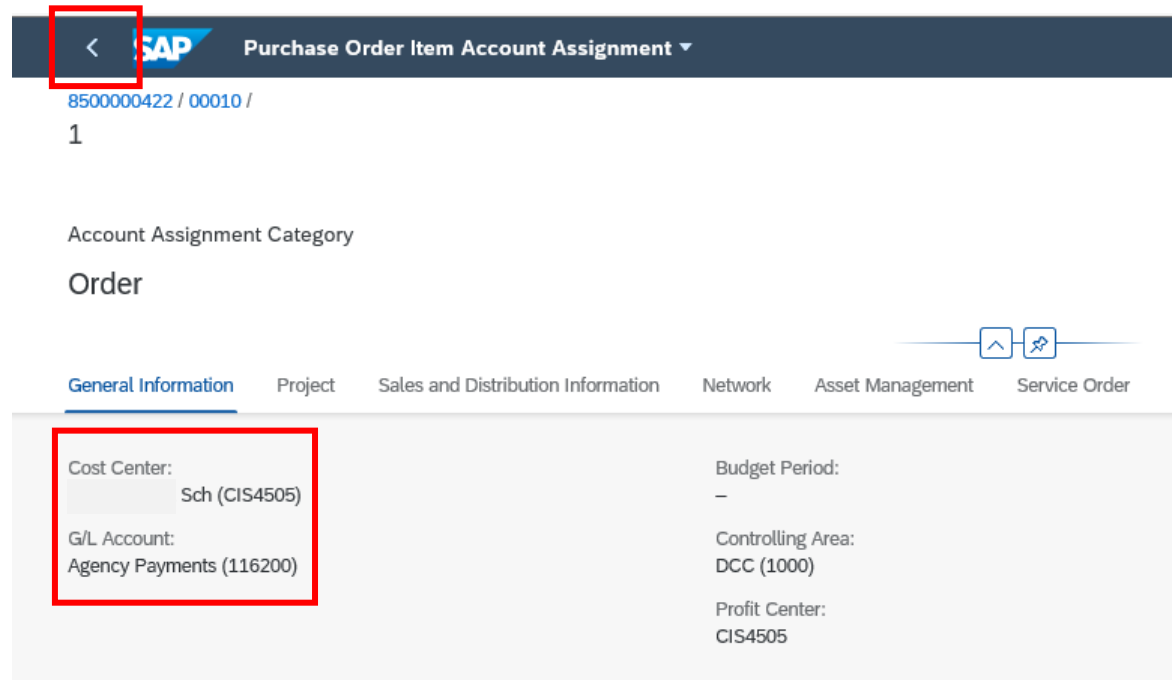 SAP Purchase Order Item Account Assignment
8500000422 / 00010 /
1
Account Assignment Category
Order
General Information Project Sales and Distribution Information Network Asset Management Service Order
Cost Center:
Sch (CIS4505)
G/L Account:
Agency Payments (116200)
Budget Period:
–
Controlling Area:
DCC (1000)
Profit Center:
CIS4505